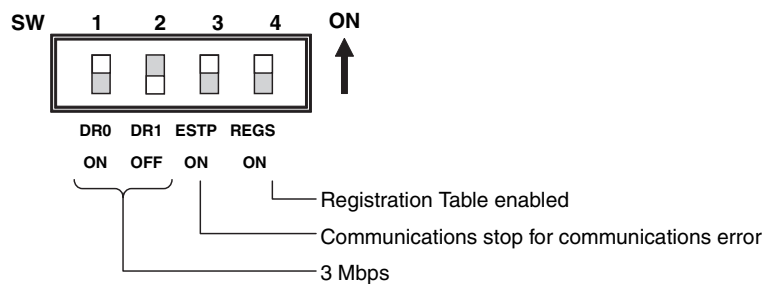 SW 1 2 3 4 ON
DR0 DR1 ESTP REGS
ON OFF ON ON
Registration Table enabled
Communications stop for communications error
3 Mbps